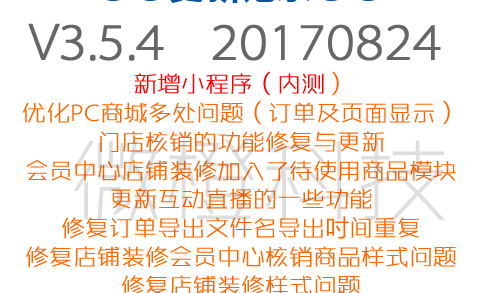 V3.5.4 20170824
新增小程序（内测）
优化PC商城多处问题（订单及页面显示）
门店核销的功能修复与更新
会员中心店铺装修加入了待使用商品模块
更新互动直播的一些功能
修复订单导出文件名导出时间重复
修复店铺装修会员中心核销商品样式问题
修复店铺装修样式问题
微橙科技